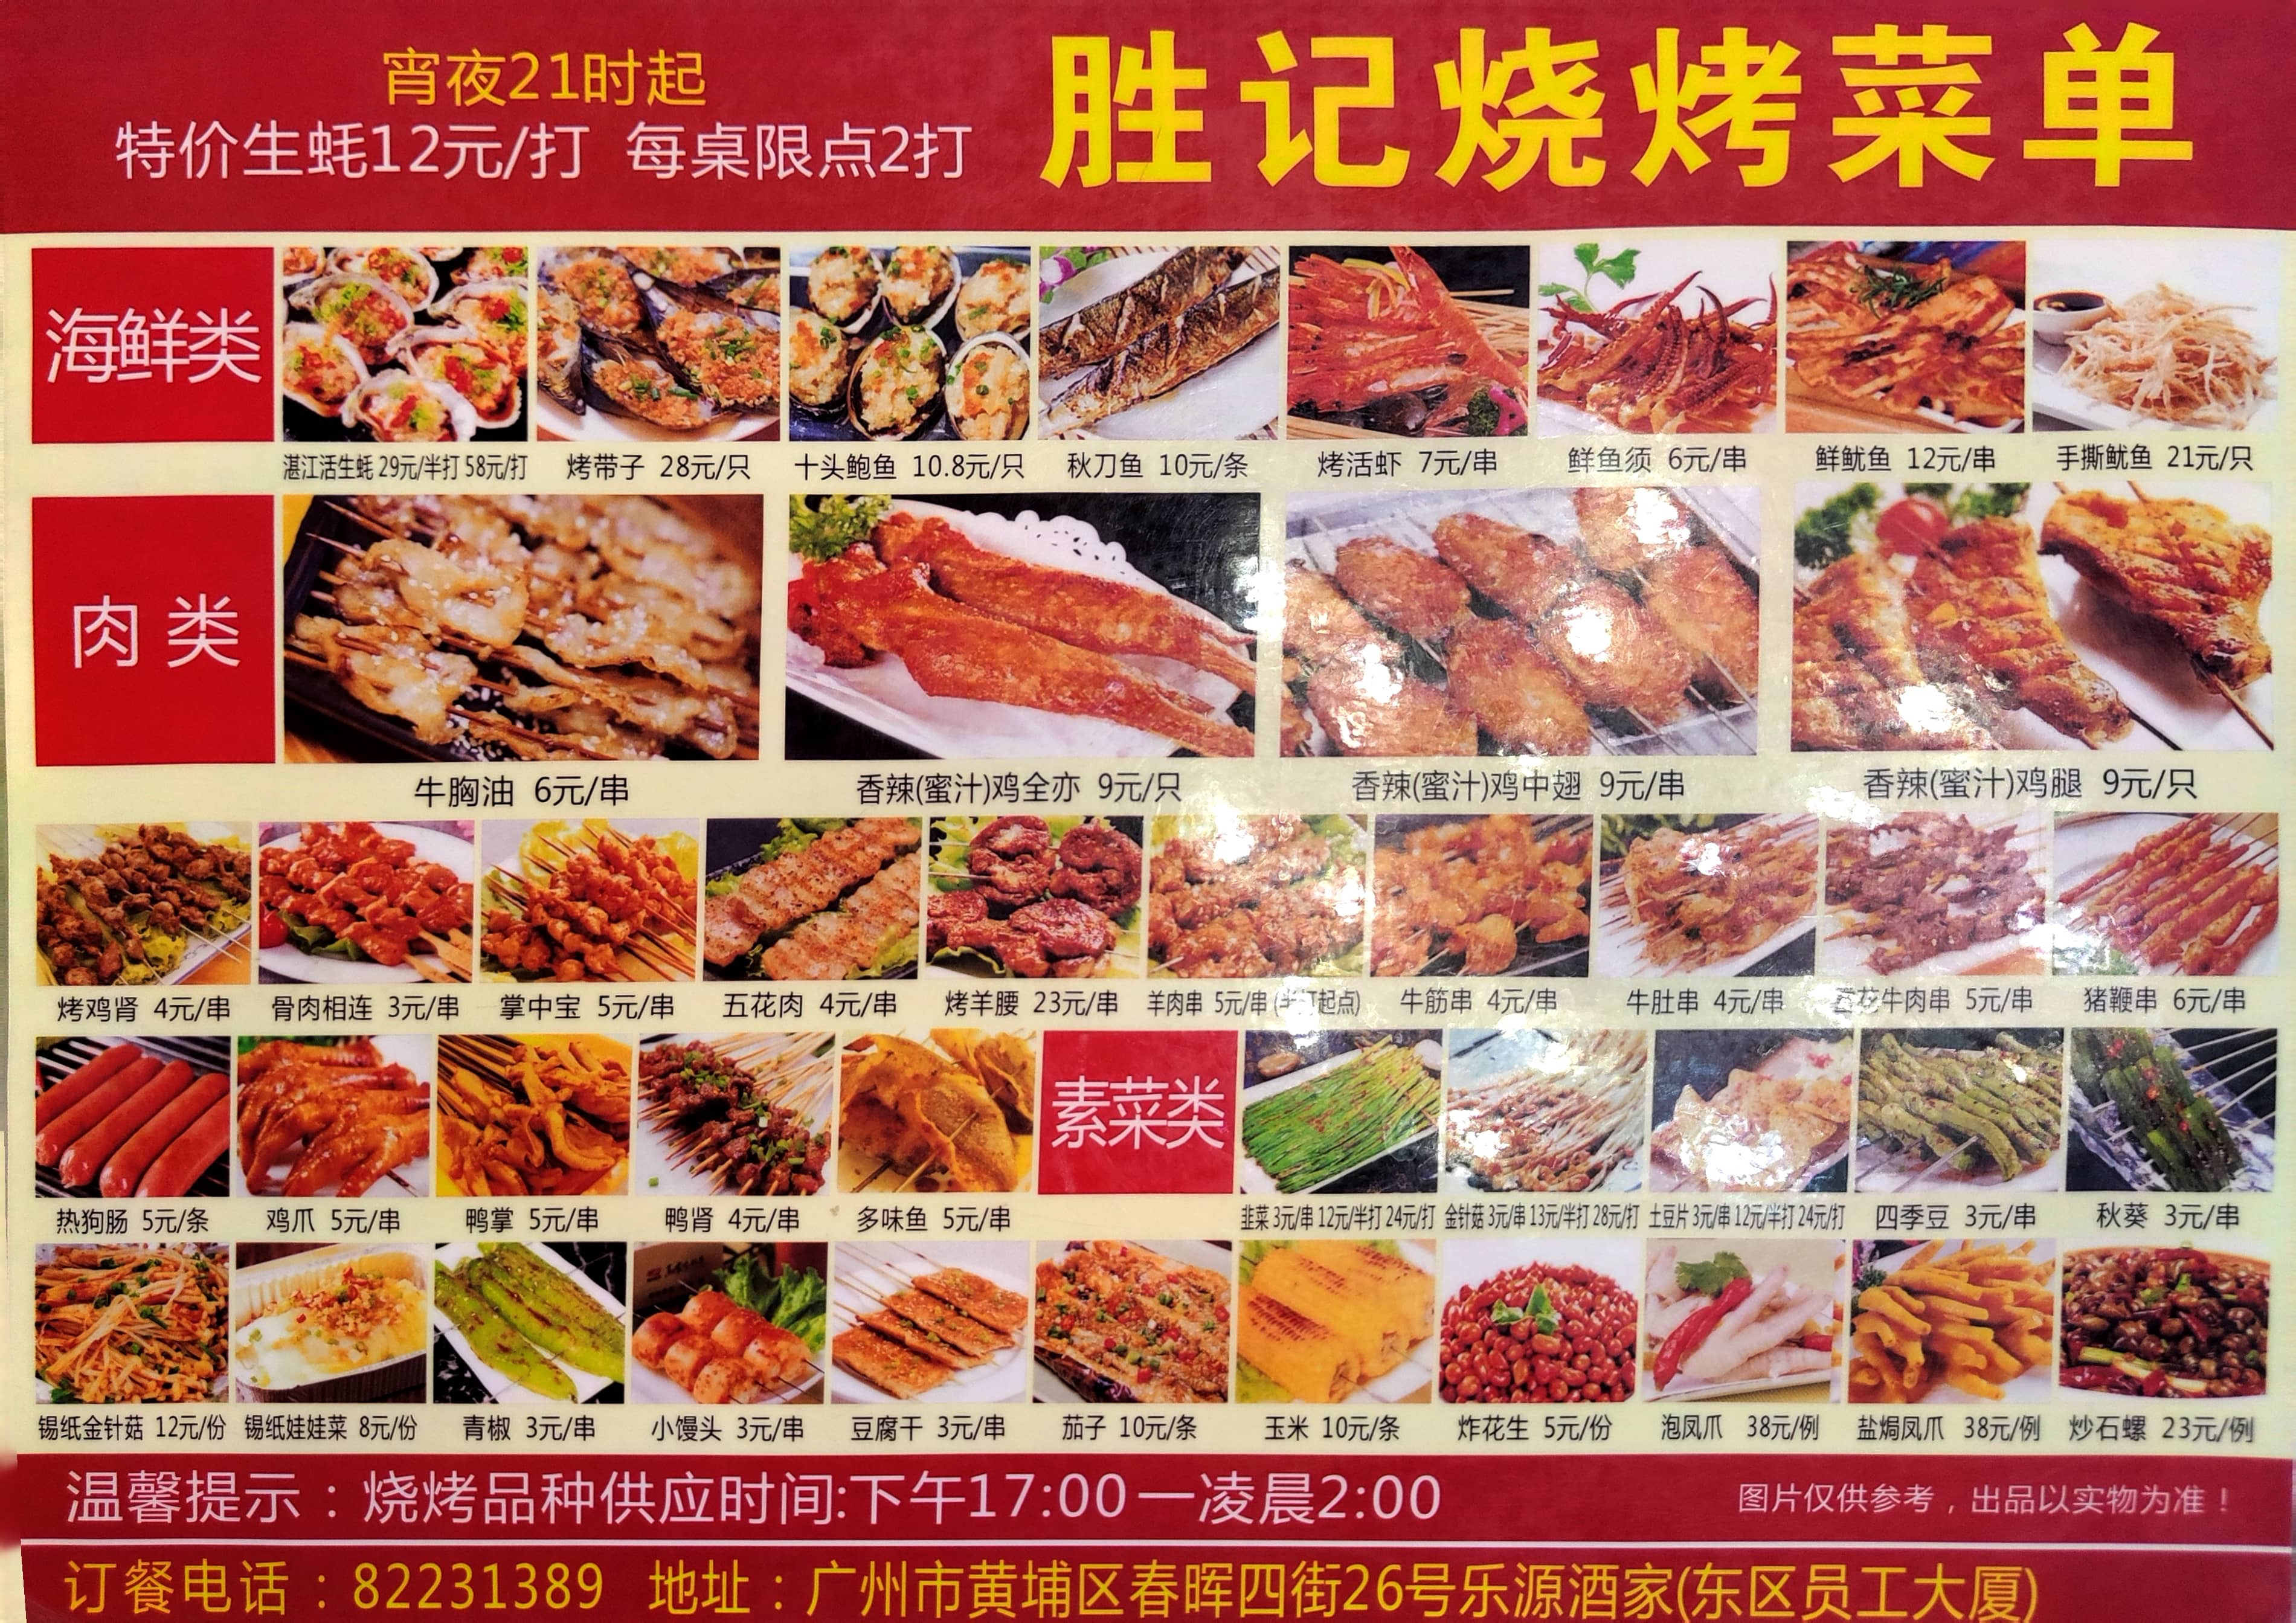 宵夜21时起
特价生蚝12元/打 每桌限点2打
胜记烧烤菜单
海鲜类
湛江活生蚝 29元/半打 58元/打
烤带子 28元/只
十头鲍鱼 10.8元/只
秋刀鱼 10元/条
烤活虾 7元/串
鲜鱼须 6元/串
鲜鱿鱼 12元/串
手撕鱿鱼 21元/只
肉类
牛胸油 6元/串
香辣(蜜汁)鸡全亦 9元/只
香辣(蜜汁)鸡中翅 9元/串
香辣(蜜汁)鸡腿 9元/只
烤鸡肾 4元/串
骨肉相连 3元/串
掌中宝 5元/串
五花肉 4元/串
烤羊腰 23元/串
羊肉串 5元/串 (半打起点)
牛筋串 4元/串
牛肚串 4元/串
五花牛肉串 5元/串
猪鞭串 6元/串
热狗肠 5元/条
鸡爪 5元/串
鸭掌 5元/串
鸭肾 4元/串
多味鱼 5元/串
素菜类
韭菜 3元/串 12元/半打 24元/打
金针菇 3元/串 13元/半打 28元/打
土豆片 3元/串 12元/半打 24元/打
四季豆 3元/串
秋葵 3元/串
锡纸金针菇 12元/份
锡纸娃娃菜 8元/份
青椒 3元/串
小馒头 3元/串
豆腐干 3元/串
茄子 10元/条
玉米 10元/条
炸花生 5元/份
泡凤爪 38元/例
盐焗凤爪 38元/例
炒石螺 23元/例
温馨提示：烧烤品种供应时间:下午17:00一凌晨2:00
图片仅供参考，出品以实物为准！
订餐电话：82231389 地址：广州市黄埔区春晖四街26号乐源酒家(东区员工大厦)